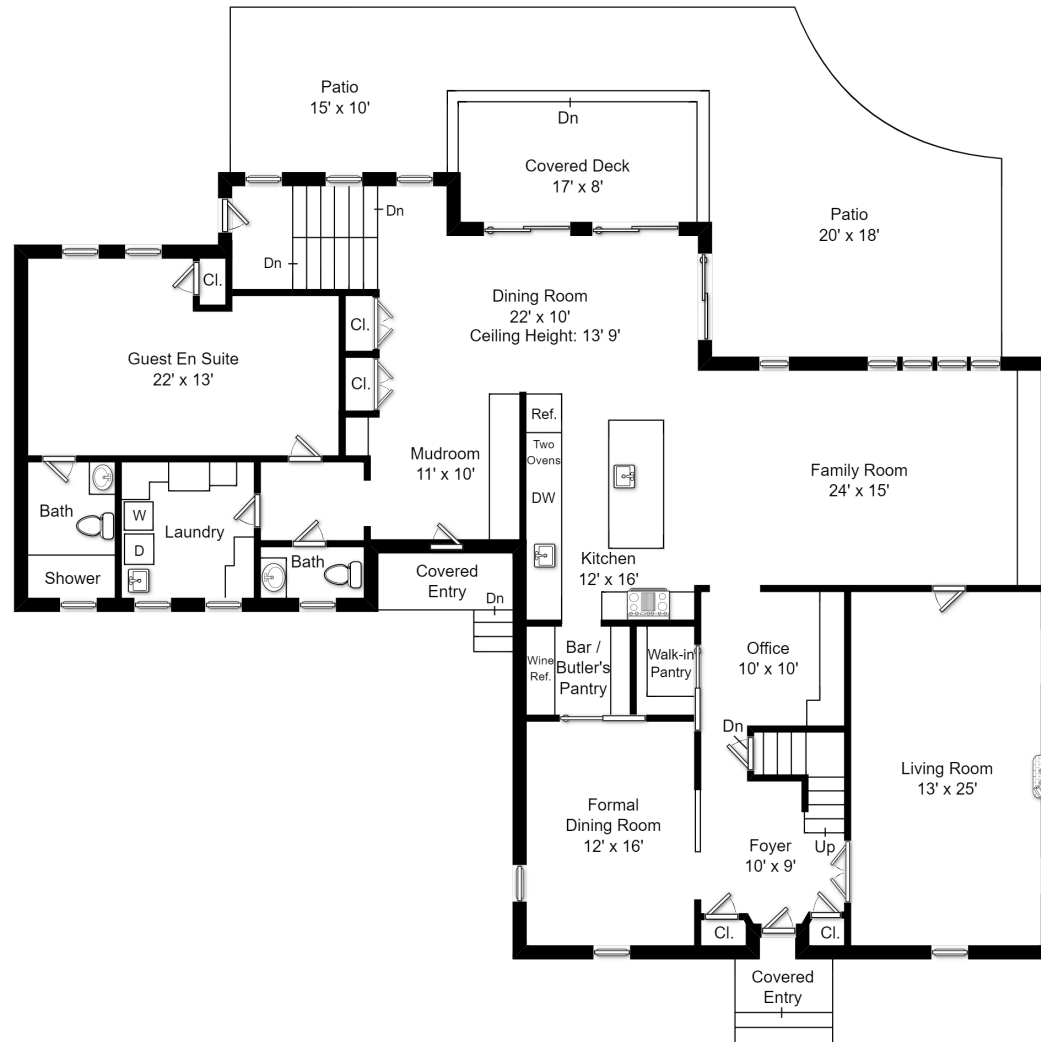 Patio
15' x 10'
Dn
Covered Deck
17' x 8'
Dn
Patio
20' x 18'
Dn
Cl.
Dining Room
22' x 10'
Ceiling Height: 13' 9'
Cl.
Guest En Suite
22' x 13'
Cl.
Ref.
Two
Ovens
DW
Mudroom
11' x 10'
Family Room
24' x 15'
Bath
W
Laundry
D
Shower
Bath
Covered
Entry
Dn
Kitchen
12' x 16'
Wine
Ref.
Bar /
Butler's
Pantry
Walk-in
Pantry
Office
10' x 10'
Dn
Living Room
13' x 25'
Formal
Dining Room
12' x 16'
Foyer
10' x 9'
Up
Cl.
Cl.
Covered
Entry